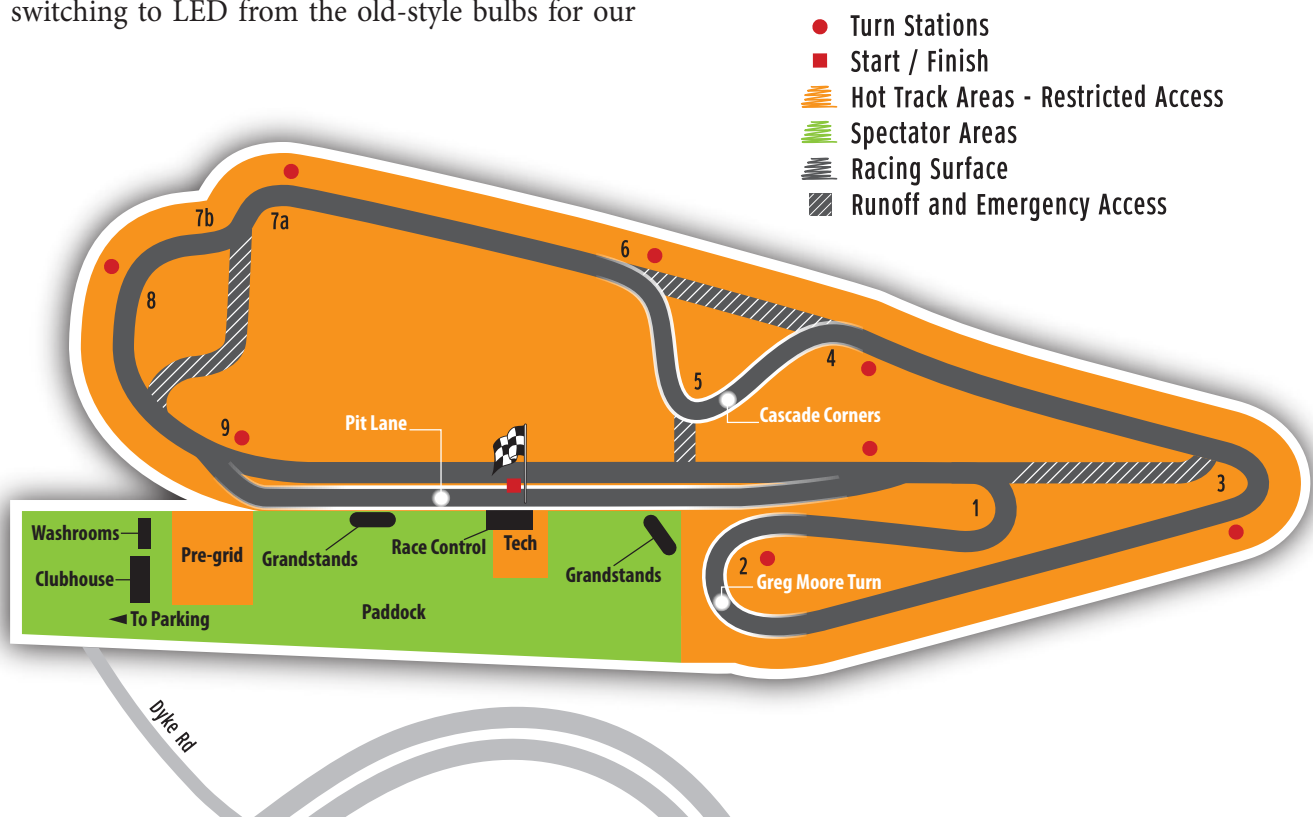 switching to LED from the old-style bulbs for our
Turn Stations
Start / Finish
Hot Track Areas - Restricted Access
Spectator Areas
Racing Surface
Runoff and Emergency Access
7b
7a
6
8
5
4
Cascade Corners
Pit Lane
9
3
1
2
Greg Moore Turn
Washrooms
Clubhouse
To Parking
Pre-grid
Grandstands
Race Control
Tech
Grandstands
Paddock
Dyke Rd